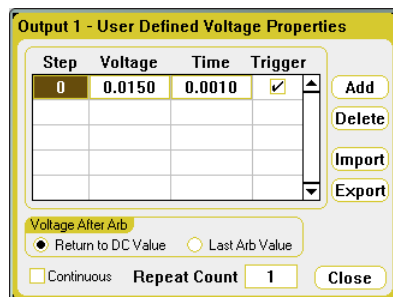 Output 1 - User Defined Voltage Properties
Step Voltage Time Trigger
0 0.0150 0.0010
Add
Delete
Import
Export
Voltage After Arb
Return to DC Value Last Arb Value
Continuous Repeat Count 1 Close